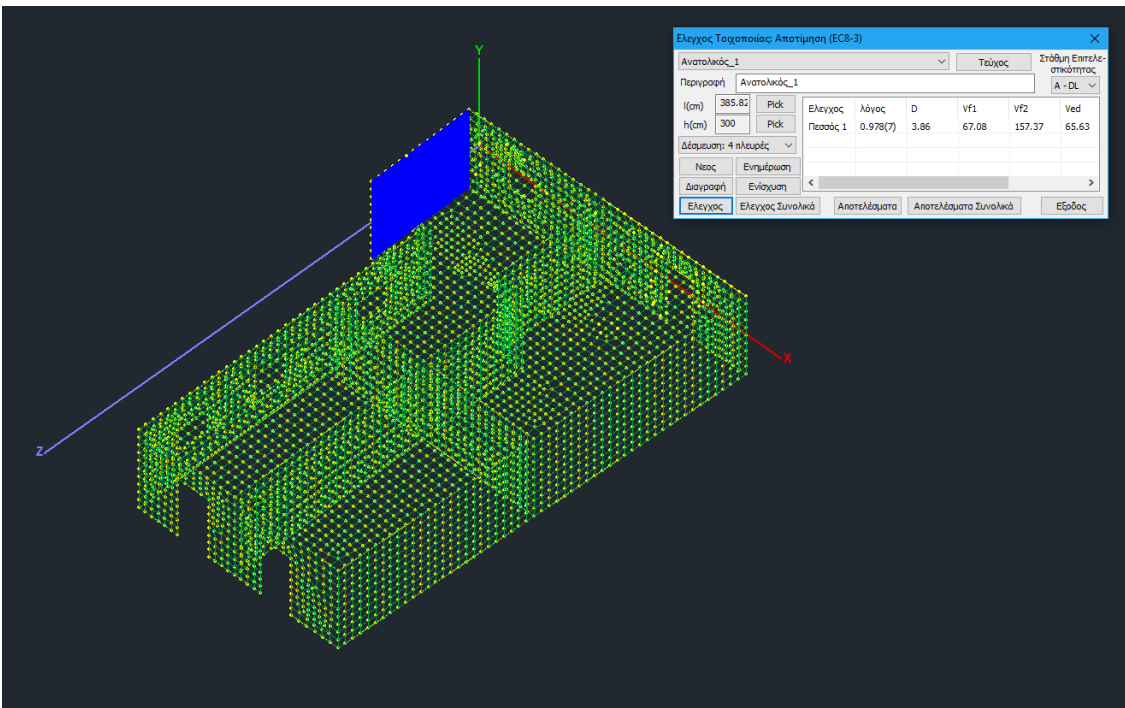 Ελεγχος Τοιχοποιίας: Αποτίμηση (EC8-3)
Ανατολικός_1
Τεύχος
Στάθμη Επιτελε-
στικότητας
Περιγραφή Ανατολικός_1
A - DL
l(cm) 385.82 Pick
h(cm) 300 Pick
Ελεγχος λόγος D Vf1 Vf2 Ved
Πεσσός 1 0.978(7) 3.86 67.08 157.37 65.63
Δέσμευση: 4 πλευρές
Νεος Ενημέρωση
Διαγραφή Ενίσχυση
Ελεγχος Ελεγχος Συνολικά Αποτελέσματα Αποτελέσματα Συνολικά Εξοδος
Y
X
Z